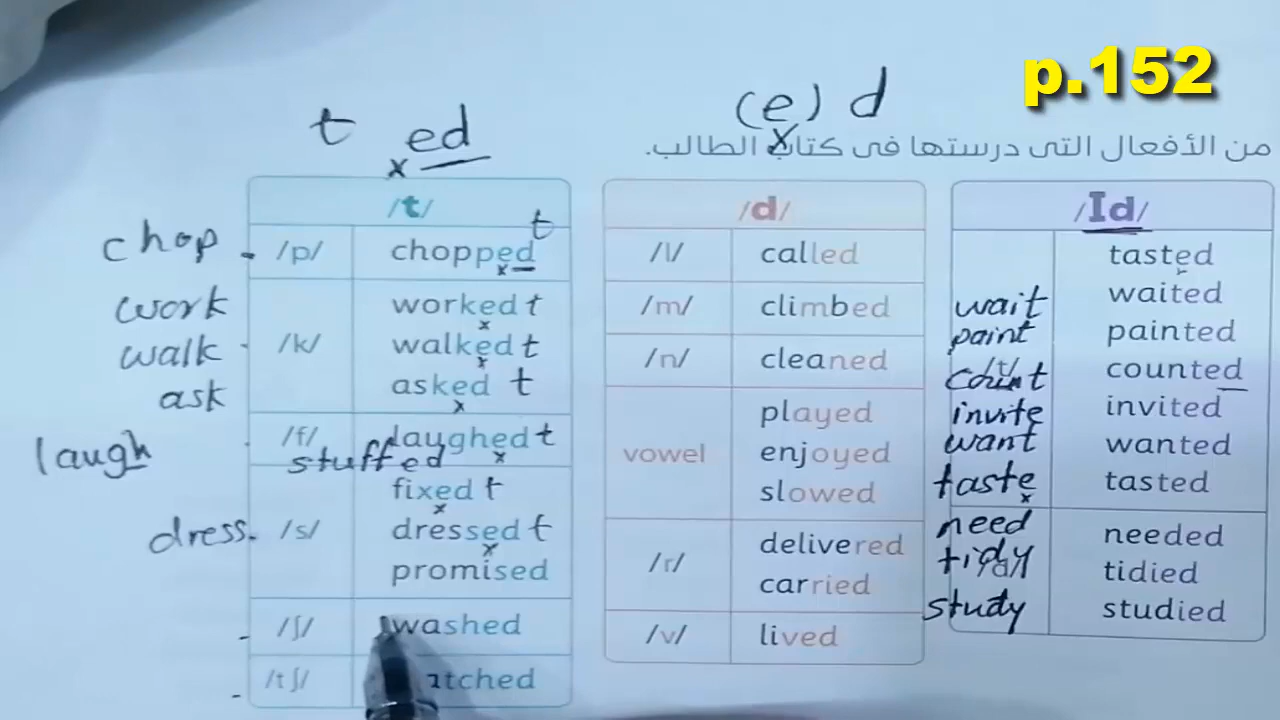 p.152
t ed (e) d
x x
من الأفعال التى درستها فى كتاب الطالب.
/t/
chop /p/ chopped t
x
work worked t
x
walk /k/ walked t
x
ask asked t
x
laugh /f/ laughed t
x
stuffed
fixed t
x
dress /s/ dressed t
x
promised
/ʃ/ washed
/tʃ/ atched
/d/
/l/ called
/m/ climbed
/n/ cleaned
played
vowel enjoyed
slowed
delivered
/r/
carried
/v/ lived
/Id/
tasted
wait waited
paint painted
/t/
count counted
invite invited
want wanted
taste tasted
x
need needed
tidy tidied
study studied